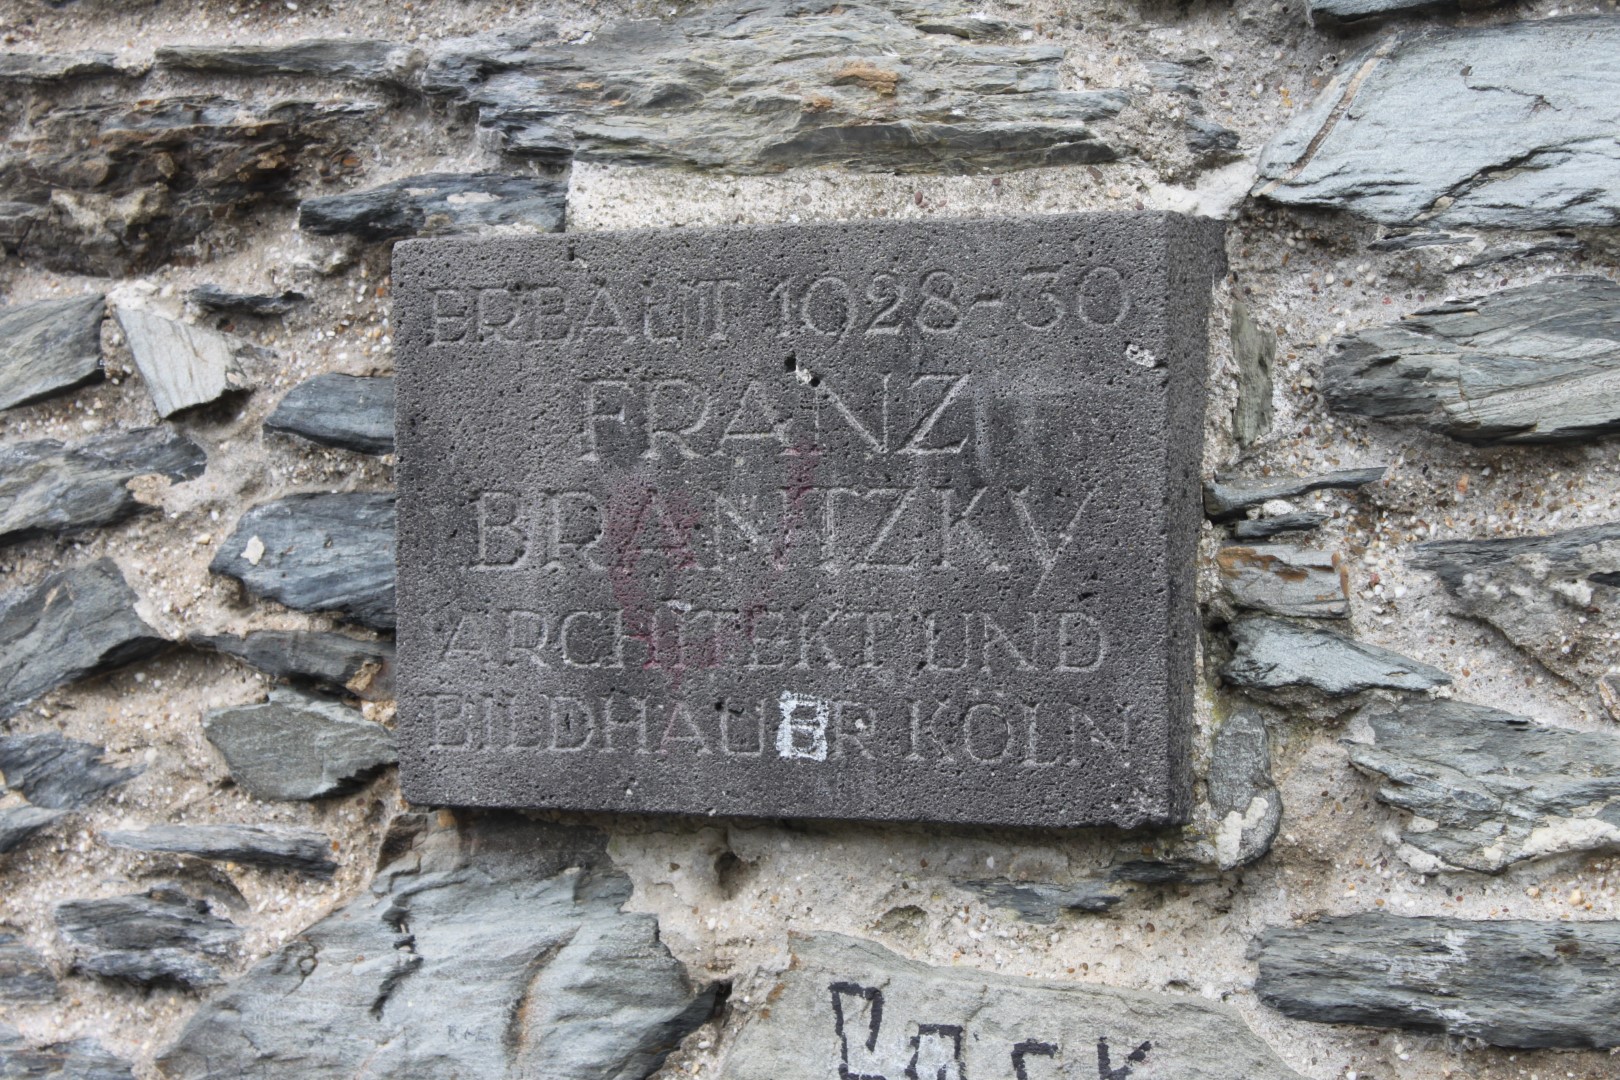 ERBAUT 1928-30
FRANZ
BRANTZKY
ARCHITEKT UND
BILDHAUER KÖLN